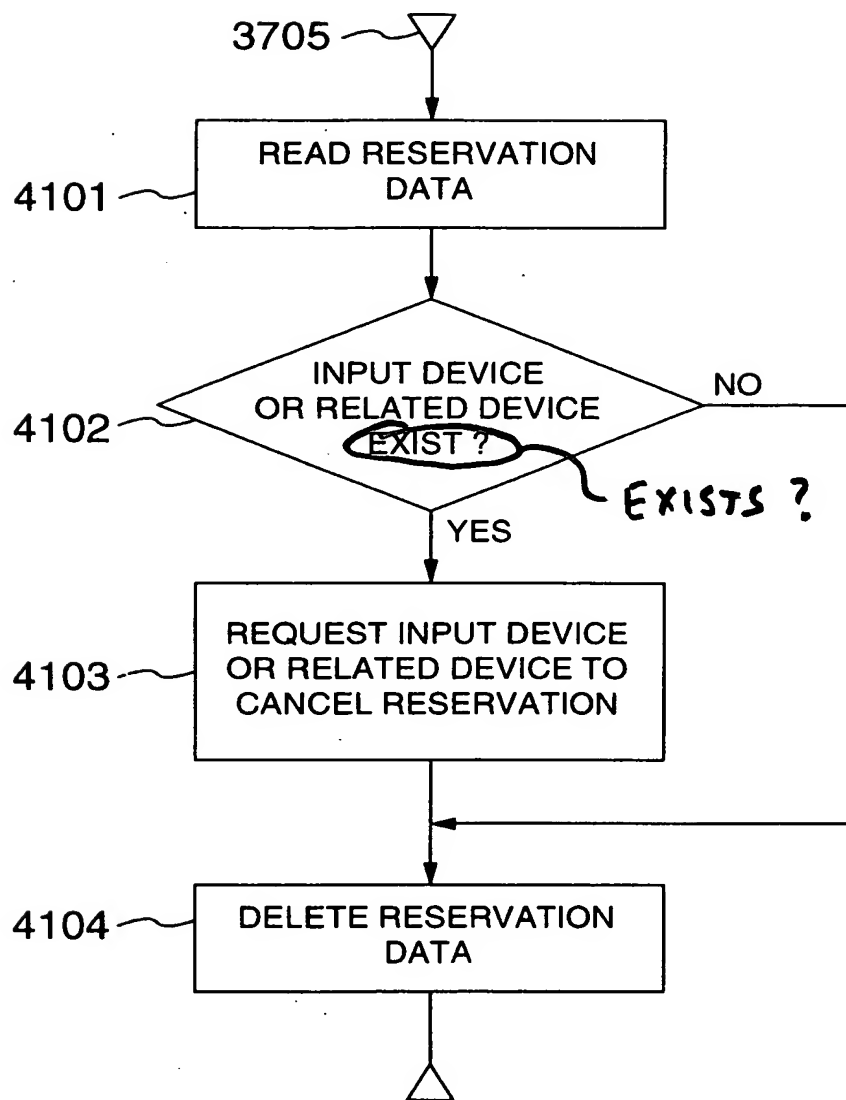 3705
READ RESERVATION
DATA
4101
INPUT DEVICE
OR RELATED DEVICE
EXIST ?
NO
4102
EXISTS ?
YES
REQUEST INPUT DEVICE
OR RELATED DEVICE TO
CANCEL RESERVATION
4103
DELETE RESERVATION
DATA
4104